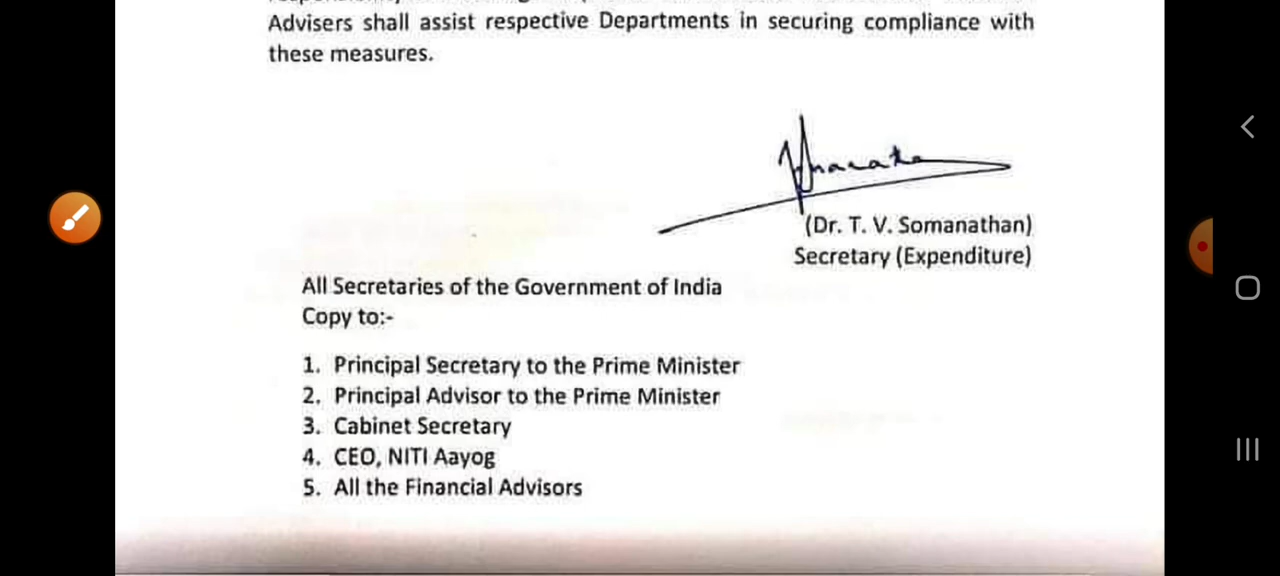 Advisers shall assist respective Departments in securing compliance with
these measures.
(Dr. T. V. Somanathan)
Secretary (Expenditure)
All Secretaries of the Government of India
Copy to:-
1. Principal Secretary to the Prime Minister
2. Principal Advisor to the Prime Minister
3. Cabinet Secretary
4. CEO, NITI Aayog
5. All the Financial Advisors